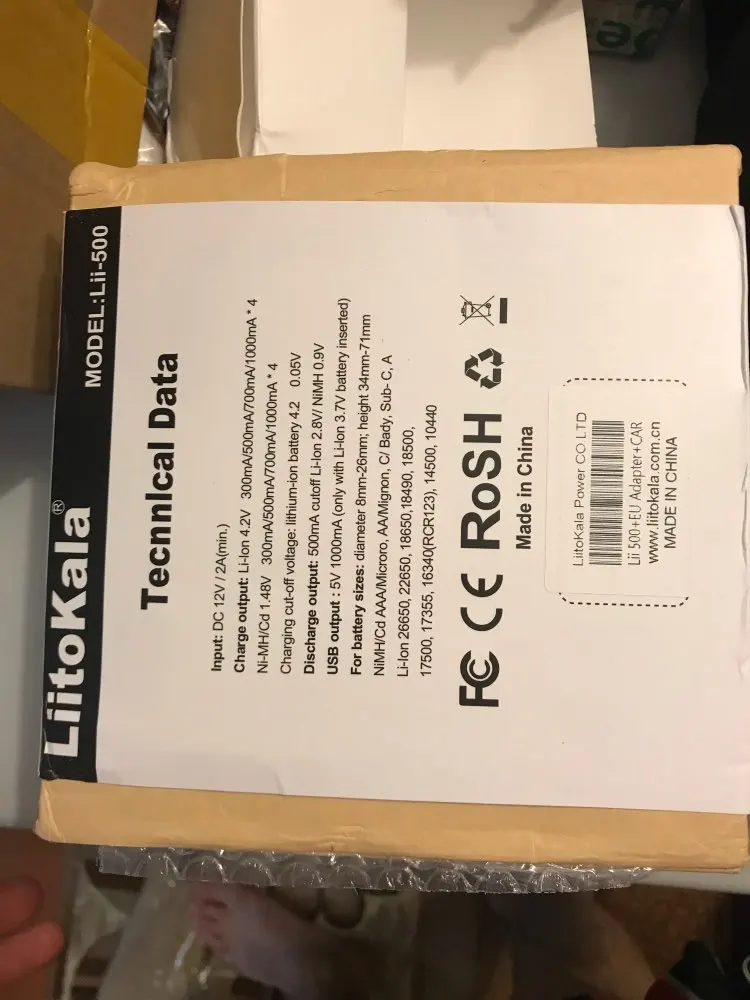 LiitoKala® MODEL:Lii-500
Tecnnlcal Data
Input: DC 12V / 2A(min.)
Charge output: Li-Ion 4.2V 300mA/500mA/700mA/1000mA * 4
Ni-MH/Cd 1.48V 300mA/500mA/700mA/1000mA * 4
Charging cut-off voltage: lithium-ion battery 4.2 0.05V
Discharge output: 500mA cutoff Li-Ion 2.8V/ NiMH 0.9V
USB output : 5V 1000mA (only with Li-Ion 3.7V battery inserted)
For battery sizes: diameter 8mm-26mm; height 34mm-71mm
NiMH/Cd AAA/Microro, AA/Mignon, C/ Bady, Sub- C, A
Li-Ion 26650, 22650, 18650,18490, 18500,
17500, 17355, 16340(RCR123), 14500, 10440
FC CE RoSH
Made in China
LiitoKala Power CO LTD
Lii 500+EU Adapter+CAR
www.liitokala.com.cn
MADE IN CHINA